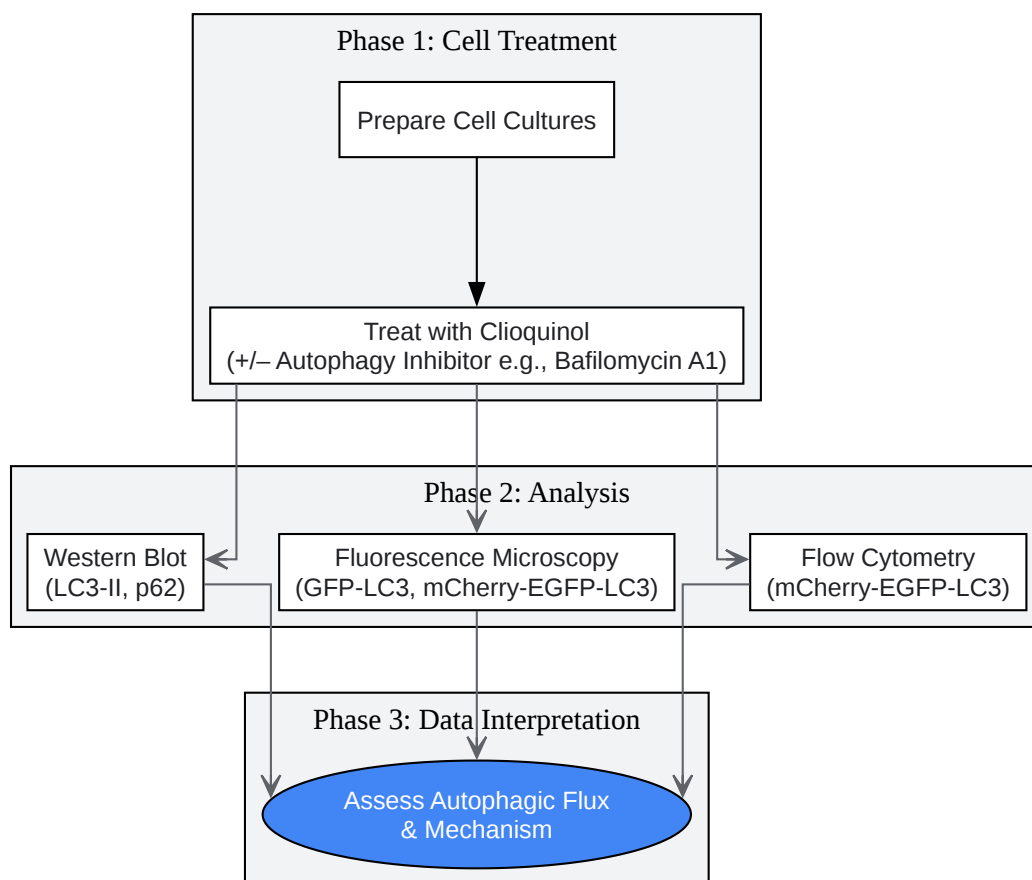 Phase 1: Cell Treatment
Prepare Cell Cultures
Treat with Clioquinol
(+/– Autophagy Inhibitor e.g., Bafilomycin A1)
Phase 2: Analysis
Western Blot
(LC3-II, p62)
Fluorescence Microscopy
(GFP-LC3, mCherry-EGFP-LC3)
Flow Cytometry
(mCherry-EGFP-LC3)
Phase 3: Data Interpretation
Assess Autophagic Flux
& Mechanism